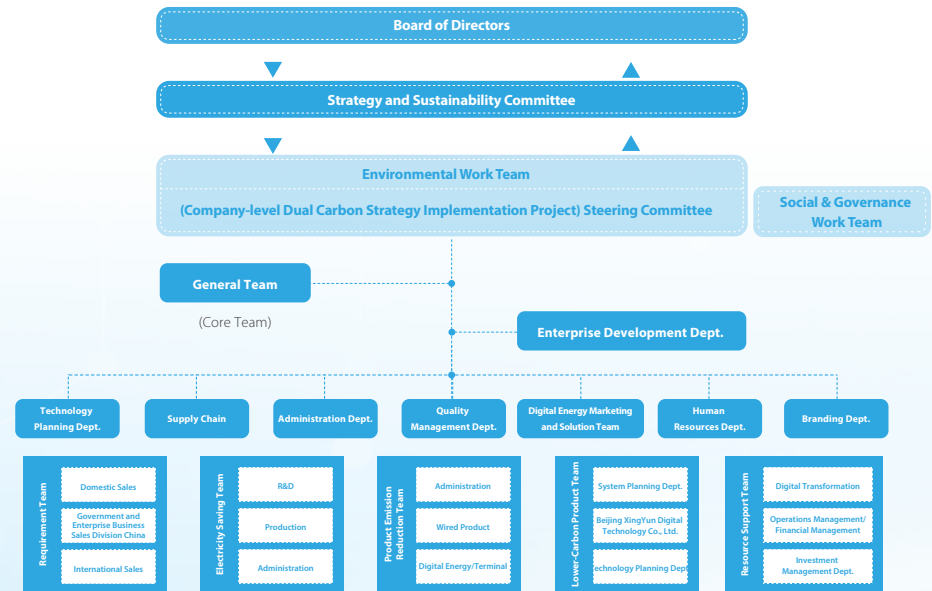 Board of Directors
Strategy and Sustainability Committee
Environmental Work Team
(Company-level Dual Carbon Strategy Implementation Project) Steering Committee
Social & Governance
Work Team
General Team
(Core Team)
Enterprise Development Dept.
Technology
Planning Dept.
Supply Chain
Administration Dept.
Quality
Management Dept.
Digital Energy Marketing
and Solution Team
Human
Resources Dept.
Branding Dept.
Requirement Team
Domestic Sales
Government and
Enterprise Business
Sales Division China
International Sales
Electricity Saving Team
R&D
Production
Administration
Product Emission
Reduction Team
Administration
Wired Product
Digital Energy/Terminal
Lower-Carbon Product Team
System Planning Dept.
Beijing XingYun Digital
Technology Co., Ltd.
echnology Planning Dept
Resource Support Team
Digital Transformation
Operations Management/
Financial Management
Investment
Management Dept.